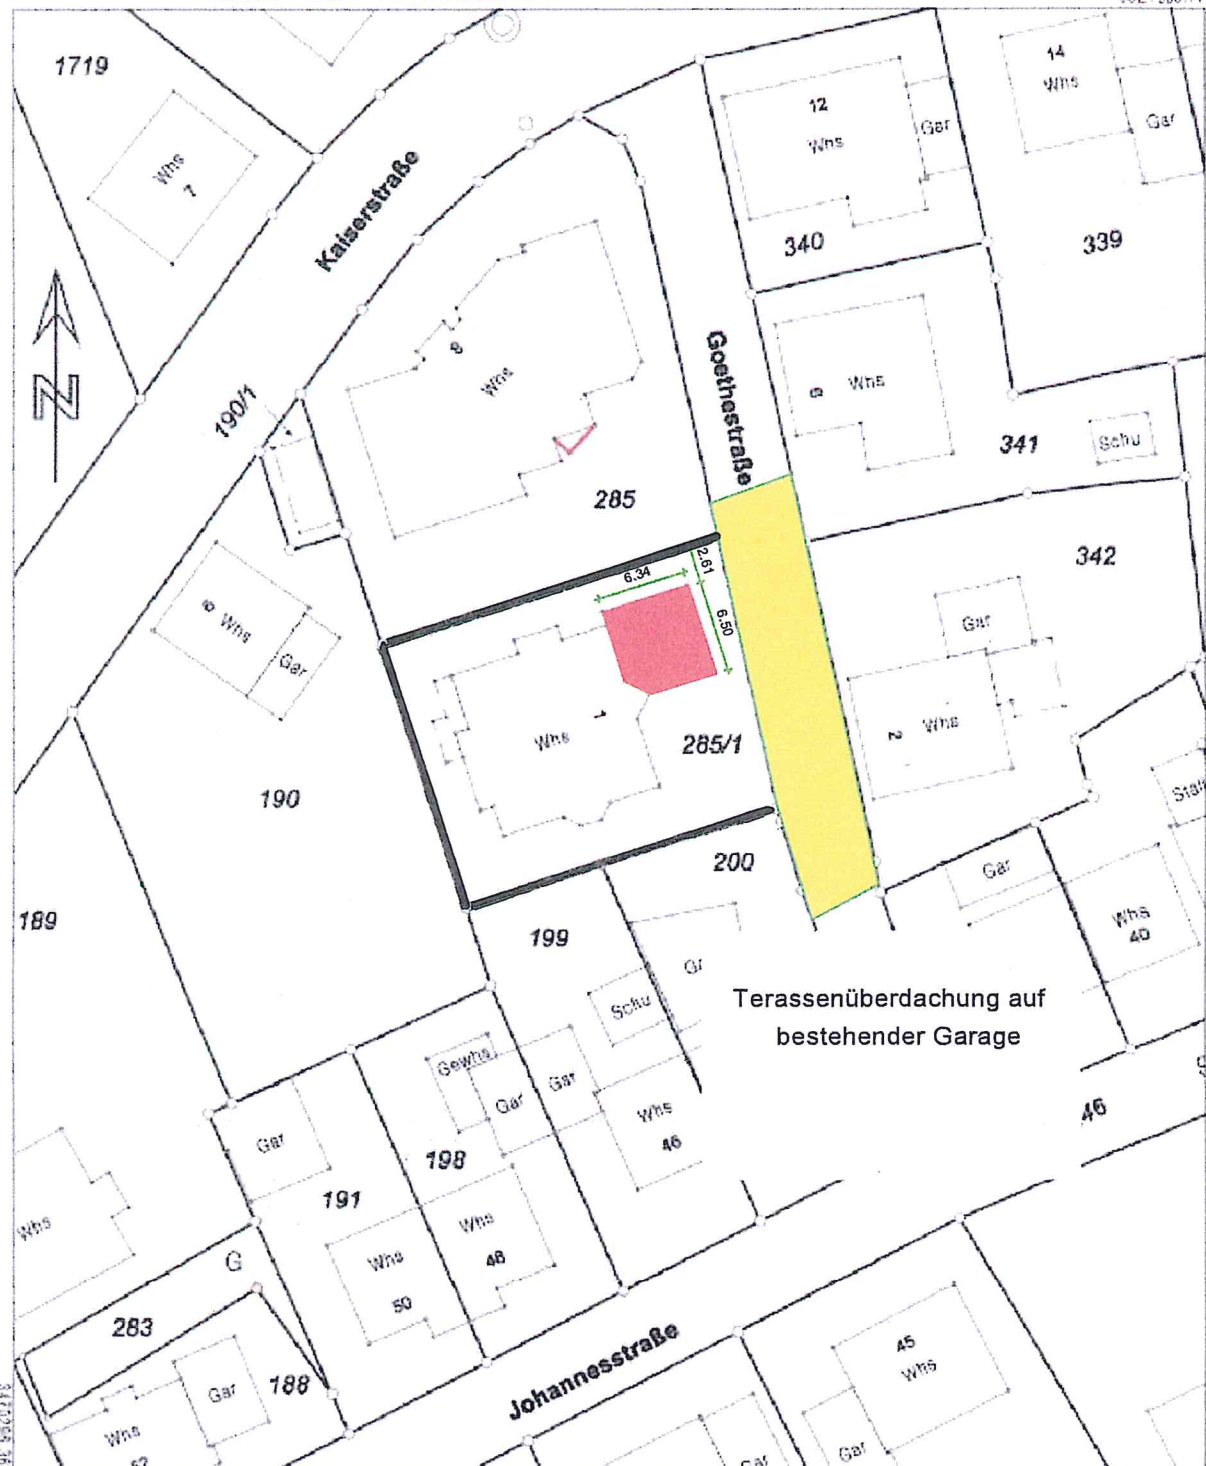 1719
Whs
7
Kaiserstraße
12
Whs
Gar
14
Whs
Gar
340
339
N
190/1
8
Whs
Goethestraße
Whs
341
Schu
285
342
2.61
6.34
6.50
Whs
Gar
Gar
Whs
1
285/1
2
Whs
190
200
189
199
Gar
Whs
40
Schu
Terassenüberdachung auf
bestehender Garage
Gewhs
Gar
Gar
Whs
46
46
Gar
198
191
Whs
Whs
48
Whs
50
G
283
188
Gar
Whs
Johannesstraße
45
Whs
Gar